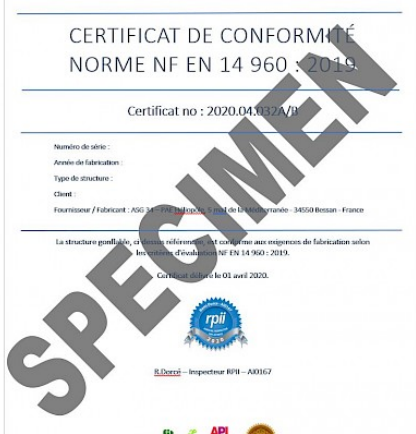 CERTIFICAT DE CONFORMITÉ
NORME NF EN 14 960 : 2019
Certificat no : 2020.04.032A/B
Numéro de série :
Année de fabrication :
Type de structure :
Client :
Fournisseur / Fabricant : ASG 34 – PAE Héliopole, 5 mail de la Méditerranée - 34550 Bessan - France
La structure gonflable, ci dessus référencée, est conforme aux exigences de fabrication selon
les critères d'évaluation NF EN 14 960 : 2019.
Certificat délivré le 01 avril 2020.
rpii
R.Dorcé – Inspecteur RPII – AI0167
API
SPECIMEN